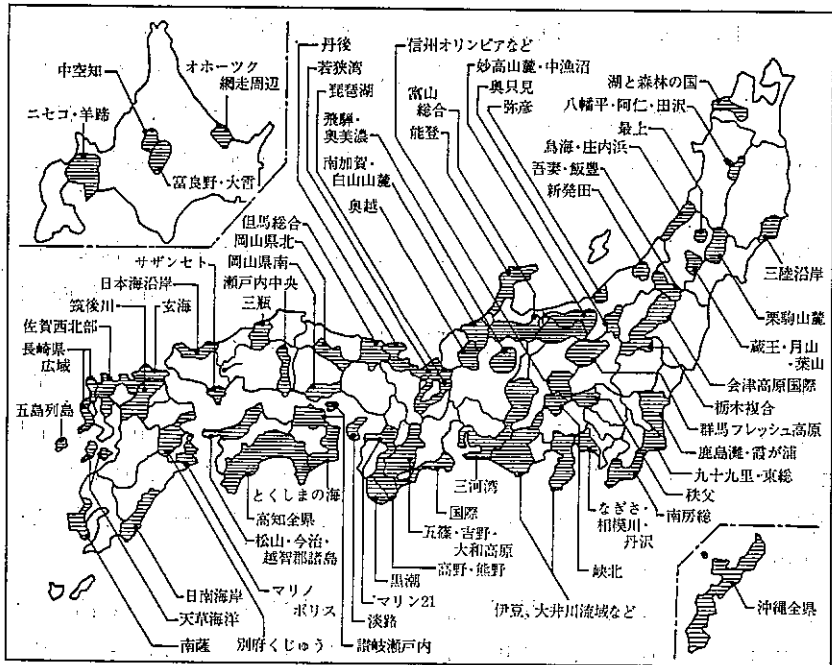 中空知
オホーツク
網走周辺
ニセコ・羊蹄
富良野・大雪
丹後
若狭湾
琵琶湖
飛騨・
奥美濃
南加賀・
白山山麓
奥越
但馬総合
岡山県北
岡山県南
瀬戸内中央
三瓶
サザンセト
日本海沿岸
筑後川
玄海
佐賀西北部
長崎県
広域
五島列島
信州オリンピアなど
妙高山麓・中魚沼
奥只見
弥彦
富山
総合
能登
湖と森林の国
八幡平・阿仁・田沢
最上
鳥海・庄内浜
吾妻・飯豊
新発田
三陸沿岸
栗駒山麓
蔵王・月山
・葉山
会津高原国際
栃木複合
群馬フレッシュ高原
鹿島灘・霞が浦
九十九里・東総
秩父
南房総
なぎさ・
相模川・
丹沢
峡北
伊豆、大井川流域など
三河湾
国際
五篠・吉野・
大和高原
高野・熊野
黒潮
マリン21
淡路
讃岐瀬戸内
とくしまの海
高知全県
松山・今治・
越智郡諸島
マリノ
ポリス
別府くじゅう
日南海岸
天草海洋
南薩
沖縄全県